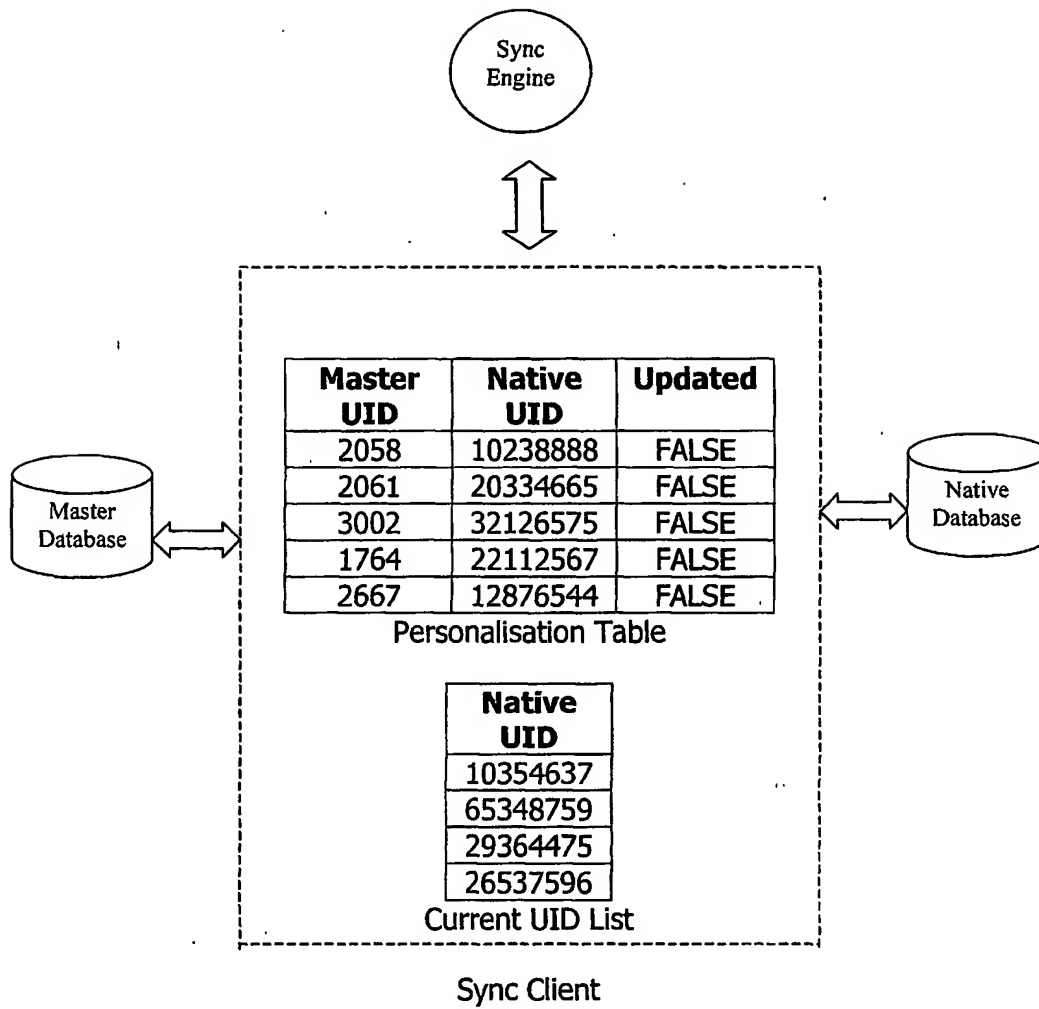 Sync
Engine
Master UID Native UID Updated
2058 10238888 FALSE
2061 20334665 FALSE
3002 32126575 FALSE
1764 22112567 FALSE
2667 12876544 FALSE
Personalisation Table
Master
Database
Native
Database
Native
UID
10354637
65348759
29364475
26537596
Current UID List
Sync Client